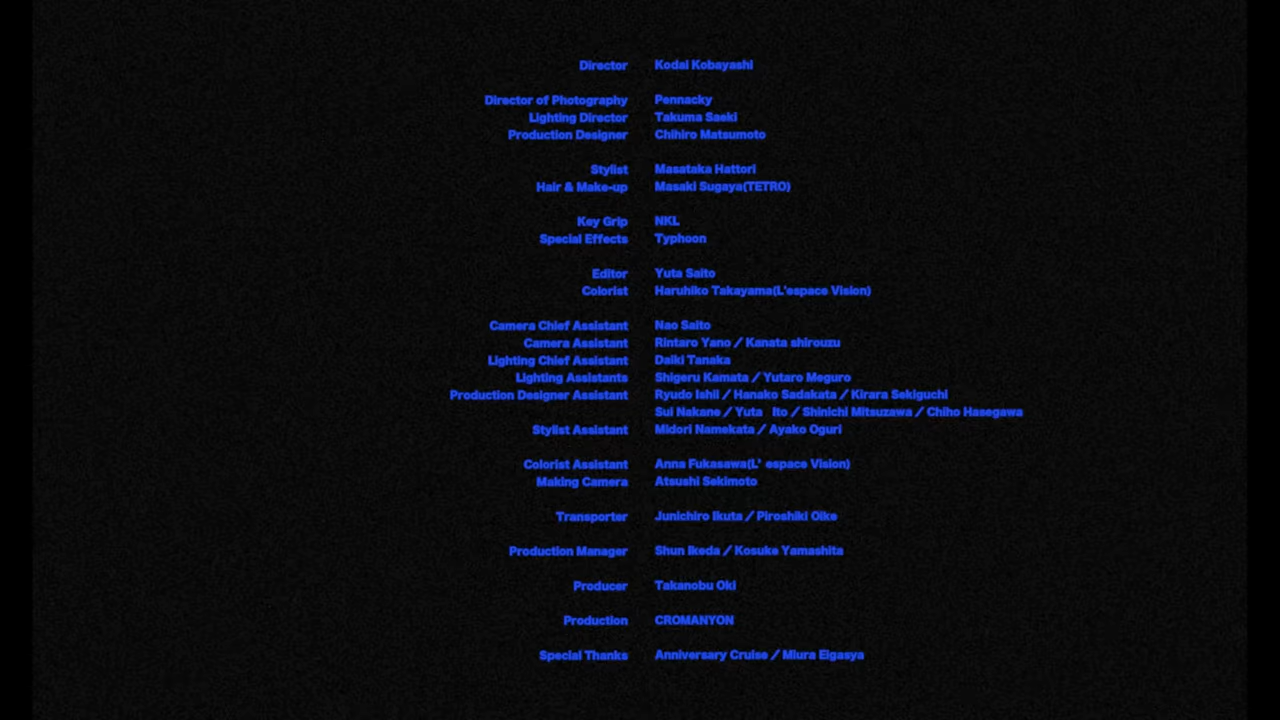 Director Kodai Kobayashi
Director of Photography Pennacky
Lighting Director Takuma Saeki
Production Designer Chihiro Matsumoto
Stylist Masataka Hattori
Hair & Make-up Masaki Sugaya(TETRO)
Key Grip NKL
Special Effects Typhoon
Editor Yuta Saito
Colorist Haruhiko Takayama(L'espace Vision)
Camera Chief Assistant Nao Saito
Camera Assistant Rintaro Yano / Kanata shirouzu
Lighting Chief Assistant Daiki Tanaka
Lighting Assistants Shigeru Kamata / Yutaro Meguro
Production Designer Assistant Ryudo Ishii / Hanako Sadakata / Kirara Sekiguchi
Sui Nakane / Yuta Ito / Shinichi Mitsuzawa / Chiho Hasegawa
Stylist Assistant Midori Namekata / Ayako Oguri
Colorist Assistant Anna Fukasawa(L' espace Vision)
Making Camera Atsushi Sekimoto
Transporter Junichiro Ikuta / Piroshiki Oike
Production Manager Shun Ikeda / Kosuke Yamashita
Producer Takanobu Oki
Production CROMANYON
Special Thanks Anniversary Cruise / Miura Eigasya